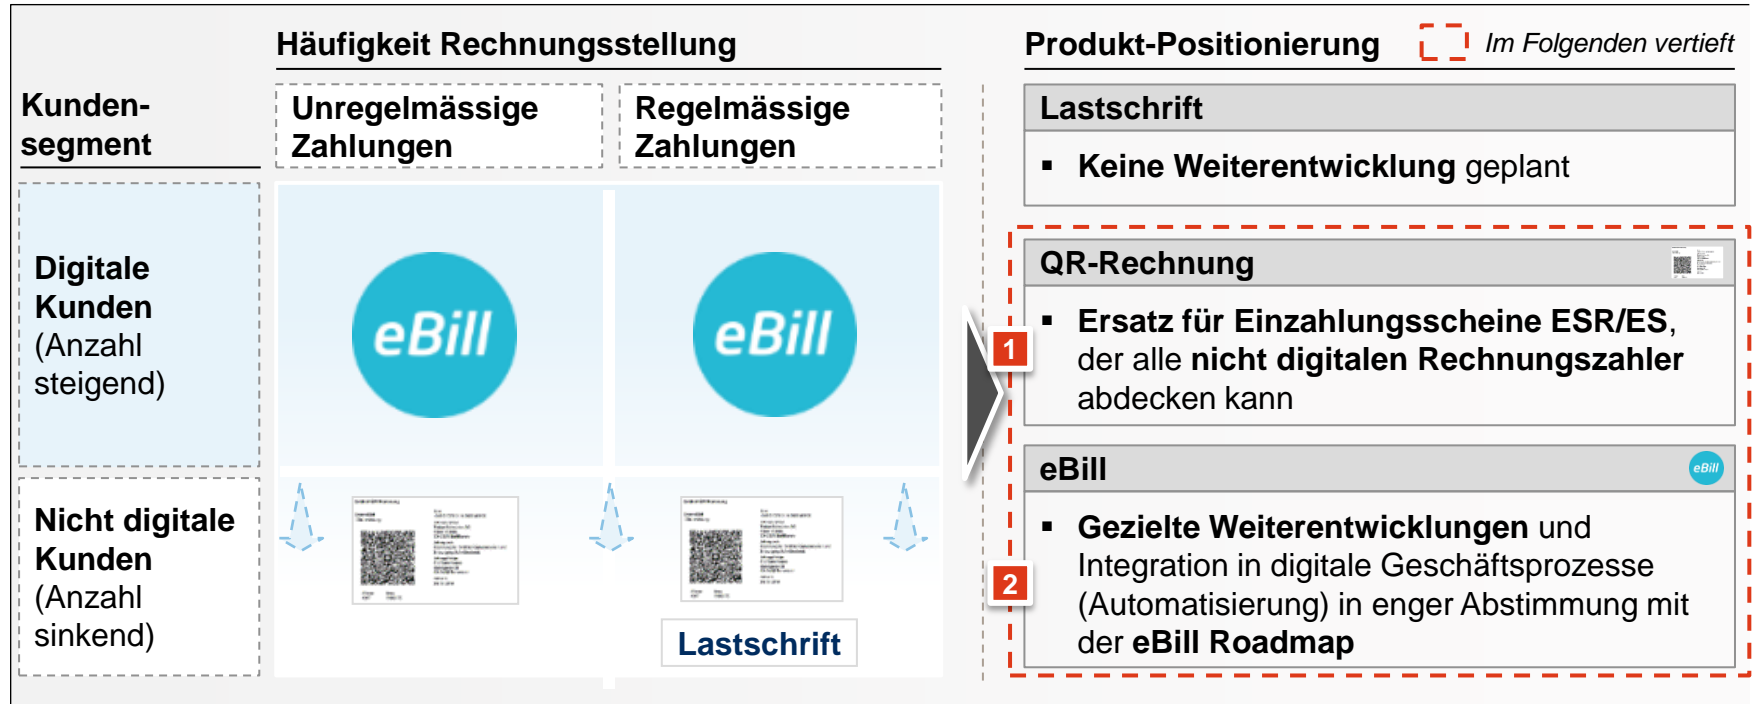 Häufigkeit Rechnungsstellung
Produkt-Positionierung
Im Folgenden vertieft
Kunden-
segment
Unregelmässige
Zahlungen
Regelmässige
Zahlungen
Digitale
Kunden
(Anzahl
steigend)
eBill
eBill
Nicht digitale
Kunden
(Anzahl
sinkend)
Lastschrift
Lastschrift
▪ Keine Weiterentwicklung geplant
QR-Rechnung
1
▪ Ersatz für Einzahlungsscheine ESR/ES,
der alle nicht digitalen Rechnungszahler
abdecken kann
eBill
eBill
2
▪ Gezielte Weiterentwicklungen und
Integration in digitale Geschäftsprozesse
(Automatisierung) in enger Abstimmung mit
der eBill Roadmap